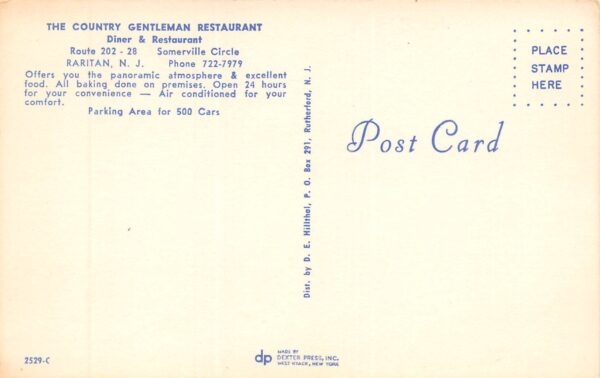 THE COUNTRY GENTLEMAN RESTAURANT
Diner & Restaurant
Route 202 - 28 Somerville Circle
RARITAN, N. J. Phone 722-7979
Offers you the panoramic atmosphere & excellent
food. All baking done on premises. Open 24 hours
for your convenience — Air conditioned for your
comfort.
Parking Area for 500 Cars
Dist. by D. E. Hillthol, P. O. Box 291, Rutherford, N. J.
Post Card
PLACE
STAMP
HERE
2529-C
dp
MADE BY
DEXTER PRESS, INC.
WEST NYACK, NEW YORK